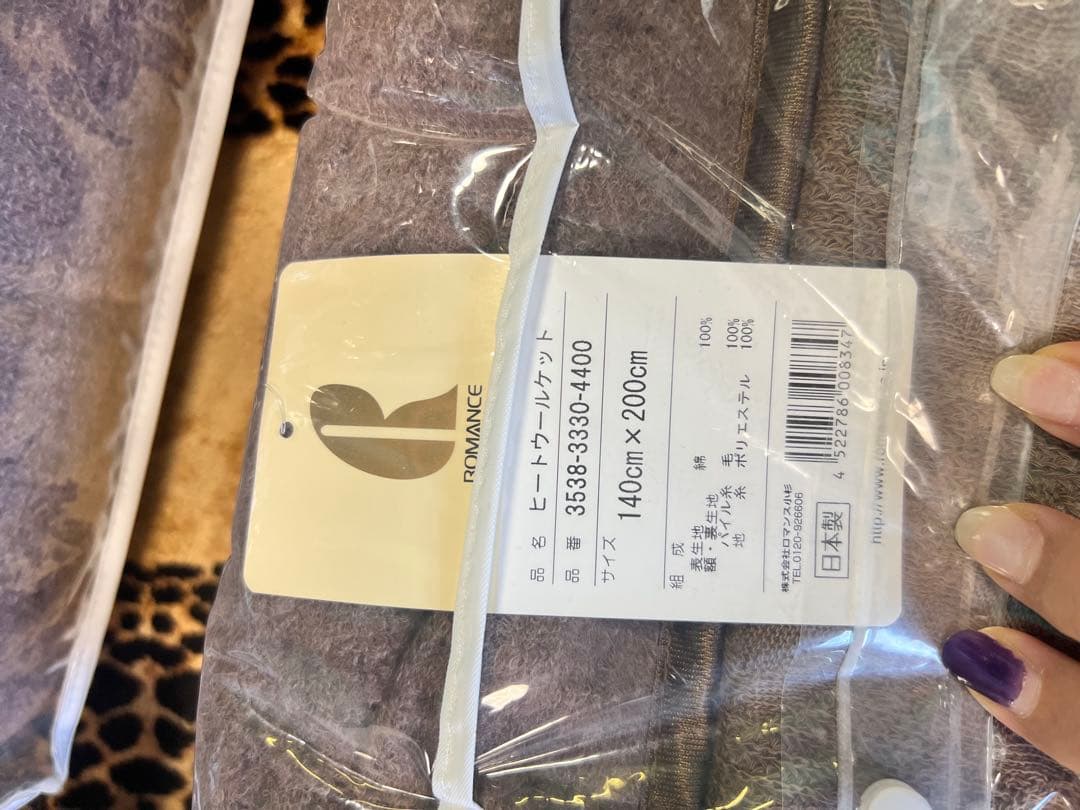 ROMANCE
品名 ヒートウールケット
品番 3538-3330-4400
サイズ
140cm×200cm
組成
表生地 綿 100%
額・裏生地
パイル糸 毛 100%
地糸 ポリエステル 100%
4 522786 008347
株式会社ロマンス小杉
TEL0120-926606
日本製
http://www.